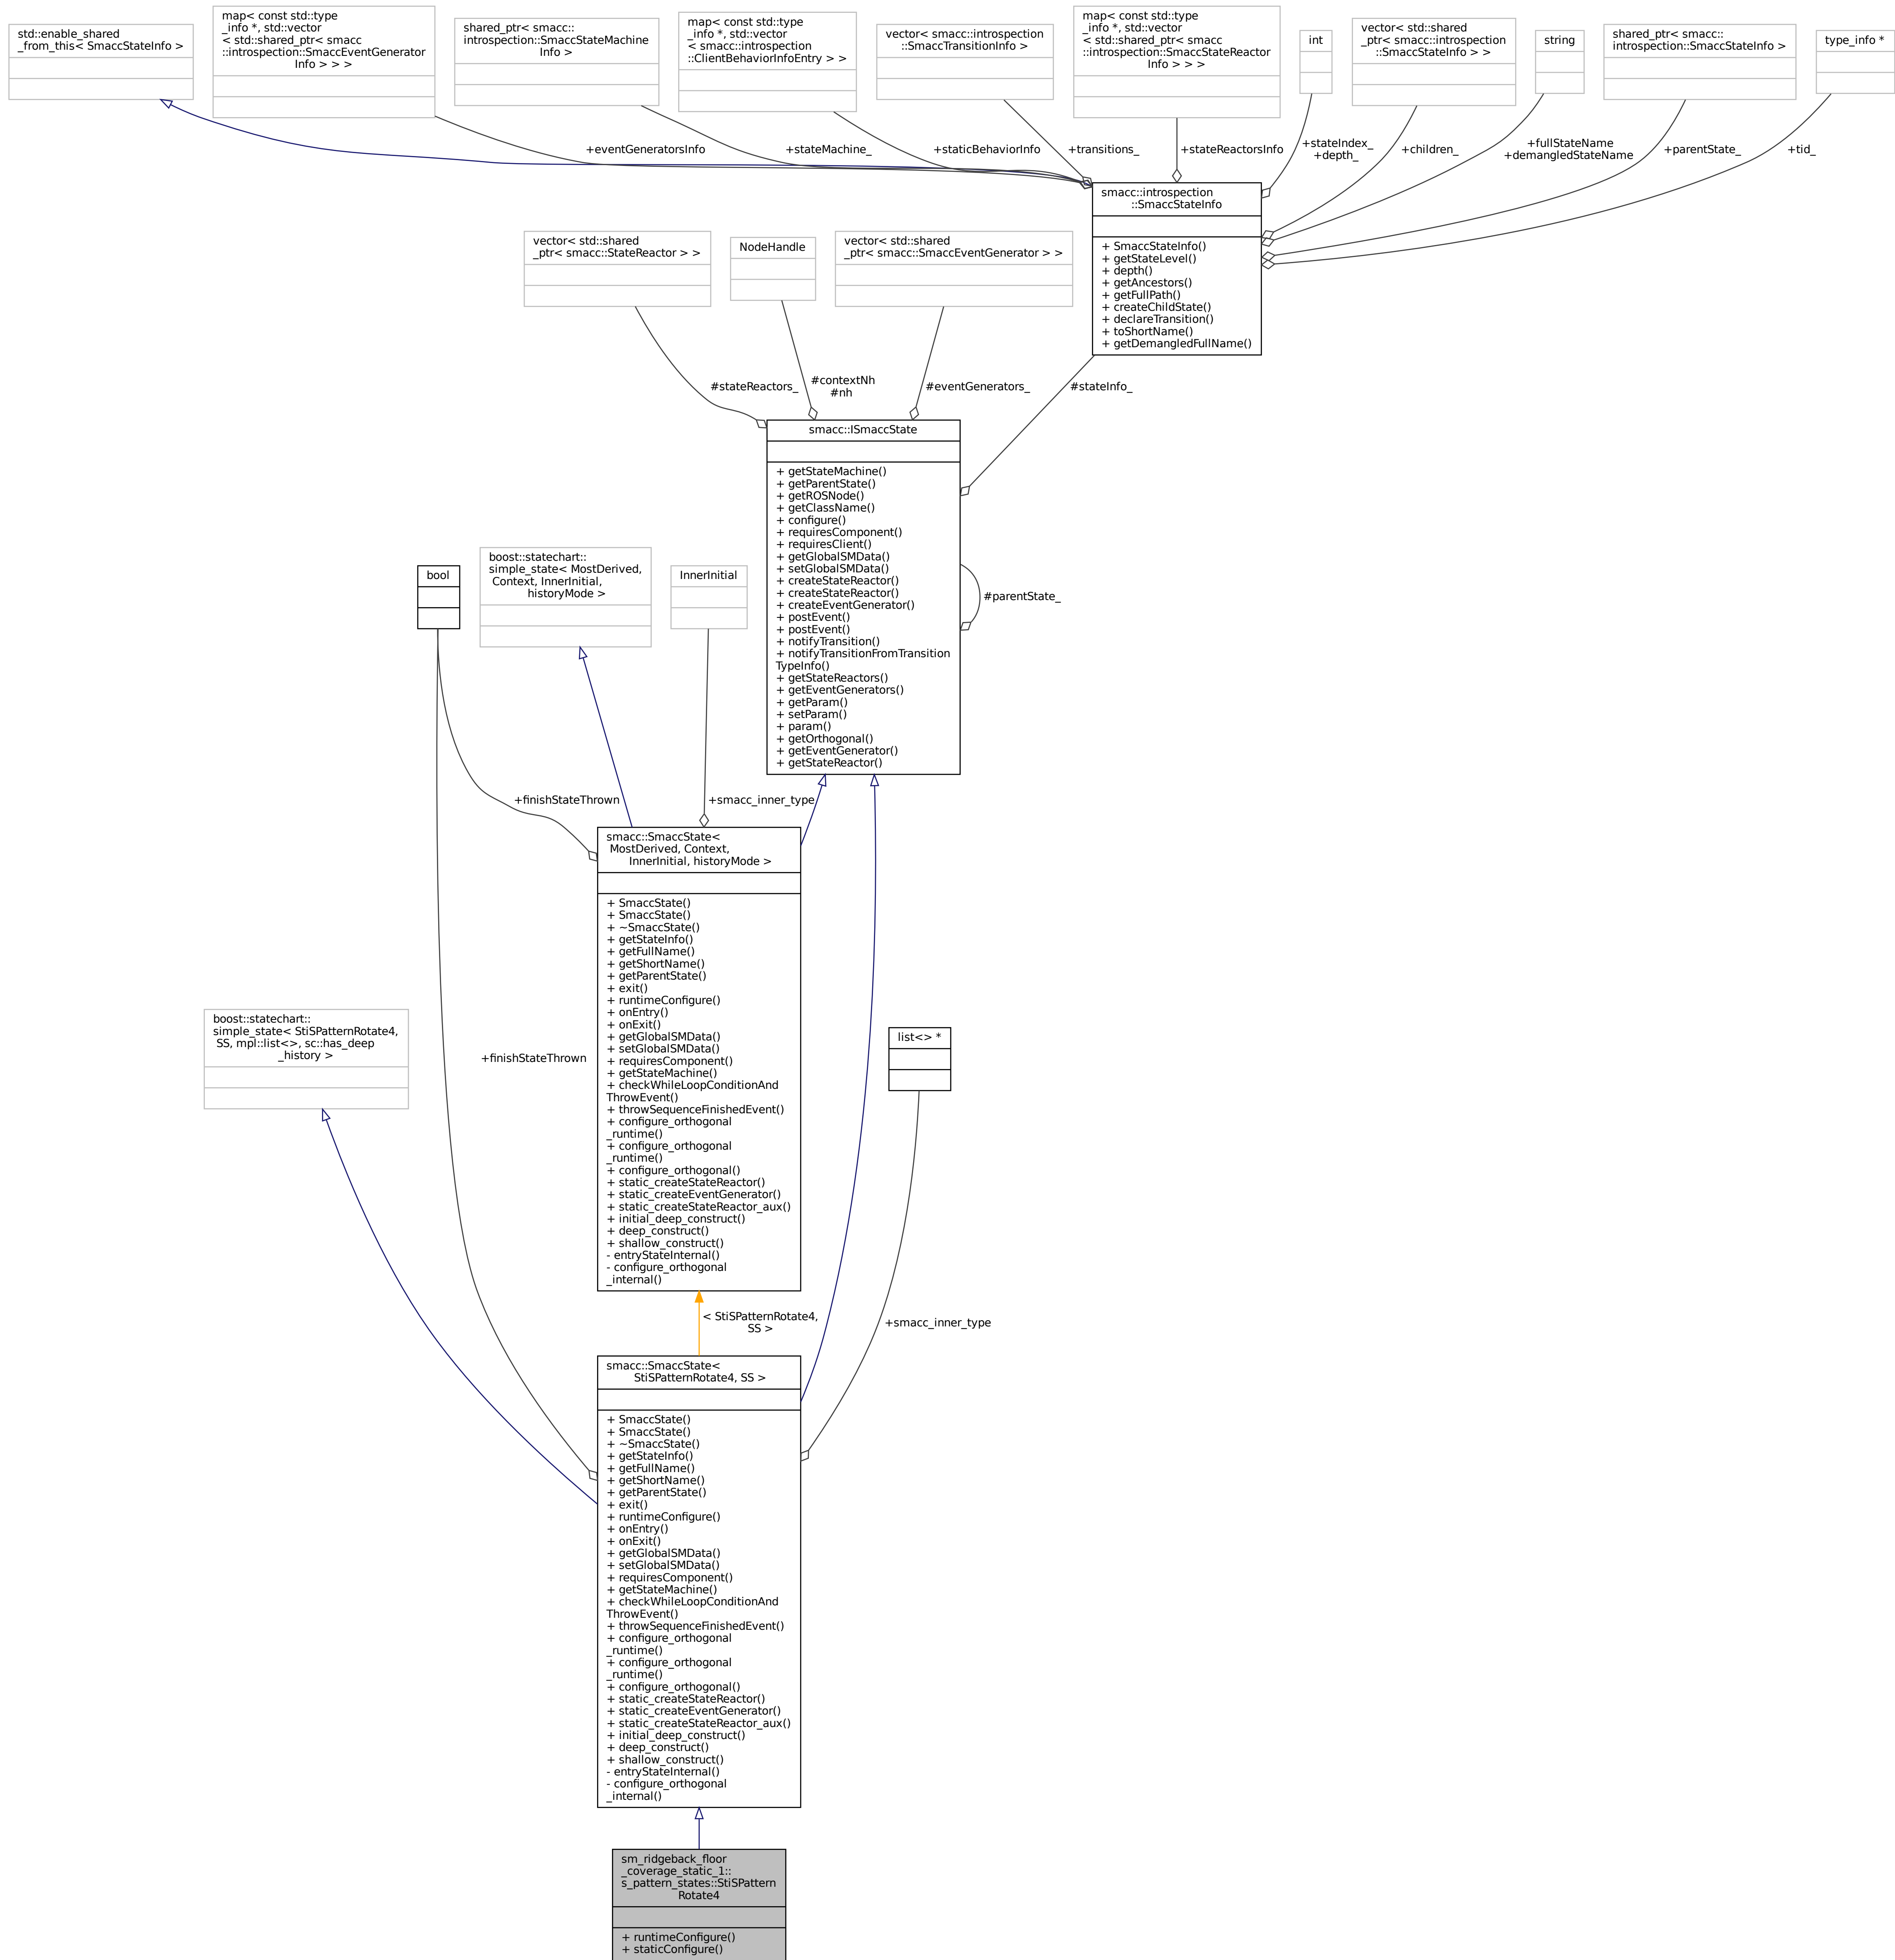 std::enable_shared
_from_this< SmaccStateInfo >
map< const std::type
_info *, std::vector
< std::shared_ptr< smacc
::introspection::SmaccEventGenerator
Info > > >
shared_ptr< smacc::
introspection::SmaccStateMachine
Info >
map< const std::type
_info *, std::vector
< smacc::introspection
::ClientBehaviorInfoEntry > >
vector< smacc::introspection
::SmaccTransitionInfo >
map< const std::type
_info *, std::vector
< std::shared_ptr< smacc
::introspection::SmaccStateReactor
Info > > >
int
vector< std::shared
_ptr< smacc::introspection
::SmaccStateInfo > >
string
shared_ptr< smacc::
introspection::SmaccStateInfo >
type_info *
+eventGeneratorsInfo
+stateMachine_
+staticBehaviorInfo
+transitions_
+stateReactorsInfo
+stateIndex_
+depth_
+children_
+fullStateName
+demangledStateName
+parentState_
+tid_
smacc::introspection
::SmaccStateInfo
+ SmaccStateInfo()
+ getStateLevel()
+ depth()
+ getAncestors()
+ getFullPath()
+ createChildState()
+ declareTransition()
+ toShortName()
+ getDemangledFullName()
vector< std::shared
_ptr< smacc::StateReactor > >
NodeHandle
vector< std::shared
_ptr< smacc::SmaccEventGenerator > >
#stateReactors_
#contextNh
#nh
#eventGenerators_
#stateInfo_
smacc::ISmaccState
+ getStateMachine()
+ getParentState()
+ getROSNode()
+ getClassName()
+ configure()
+ requiresComponent()
+ requiresClient()
+ getGlobalSMData()
+ setGlobalSMData()
+ createStateReactor()
+ createStateReactor()
+ createEventGenerator()
+ postEvent()
+ postEvent()
+ notifyTransition()
+ notifyTransitionFromTransition
TypeInfo()
+ getStateReactors()
+ getEventGenerators()
+ getParam()
+ setParam()
+ param()
+ getOrthogonal()
+ getEventGenerator()
+ getStateReactor()
#parentState_
bool
boost::statechart::
simple_state< MostDerived,
Context, InnerInitial,
historyMode >
InnerInitial
+finishStateThrown
+smacc_inner_type
smacc::SmaccState<
MostDerived, Context,
InnerInitial, historyMode >
+ SmaccState()
+ SmaccState()
+ ~SmaccState()
+ getStateInfo()
+ getFullName()
+ getShortName()
+ getParentState()
+ exit()
+ runtimeConfigure()
+ onEntry()
+ onExit()
+ getGlobalSMData()
+ setGlobalSMData()
+ requiresComponent()
+ getStateMachine()
+ checkWhileLoopConditionAnd
ThrowEvent()
+ throwSequenceFinishedEvent()
+ configure_orthogonal
_runtime()
+ configure_orthogonal
_runtime()
+ configure_orthogonal()
+ static_createStateReactor()
+ static_createEventGenerator()
+ static_createStateReactor_aux()
+ initial_deep_construct()
+ deep_construct()
+ shallow_construct()
- entryStateInternal()
- configure_orthogonal
_internal()
boost::statechart::
simple_state< StiSPatternRotate4,
SS, mpl::list<>, sc::has_deep
_history >
+finishStateThrown
list<> *
< StiSPatternRotate4,
SS >
+smacc_inner_type
smacc::SmaccState<
StiSPatternRotate4, SS >
+ SmaccState()
+ SmaccState()
+ ~SmaccState()
+ getStateInfo()
+ getFullName()
+ getShortName()
+ getParentState()
+ exit()
+ runtimeConfigure()
+ onEntry()
+ onExit()
+ getGlobalSMData()
+ setGlobalSMData()
+ requiresComponent()
+ getStateMachine()
+ checkWhileLoopConditionAnd
ThrowEvent()
+ throwSequenceFinishedEvent()
+ configure_orthogonal
_runtime()
+ configure_orthogonal
_runtime()
+ configure_orthogonal()
+ static_createStateReactor()
+ static_createEventGenerator()
+ static_createStateReactor_aux()
+ initial_deep_construct()
+ deep_construct()
+ shallow_construct()
- entryStateInternal()
- configure_orthogonal
_internal()
sm_ridgeback_floor
_coverage_static_1::
s_pattern_states::StiSPattern
Rotate4
+ runtimeConfigure()
+ staticConfigure()